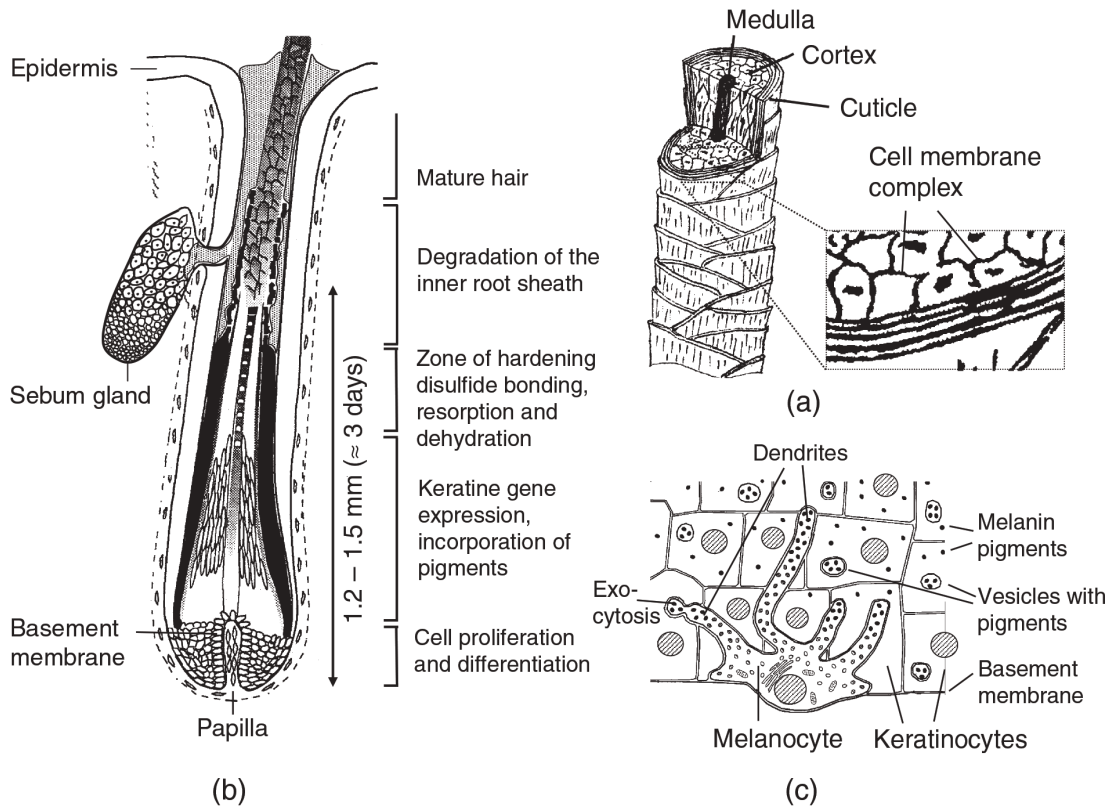 Epidermis
Sebum gland
Basement
membrane
Papilla
Mature hair
Degradation of the
inner root sheath
Zone of hardening
disulfide bonding,
resorption and
dehydration
Keratine gene
expression,
incorporation of
pigments
Cell proliferation
and differentiation
1.2 – 1.5 mm (≈ 3 days)
(b)
Medulla
Cortex
Cuticle
Cell membrane
complex
(a)
Dendrites
Melanin
pigments
Exo-
cytosis
Vesicles with
pigments
Basement
membrane
Melanocyte
Keratinocytes
(c)